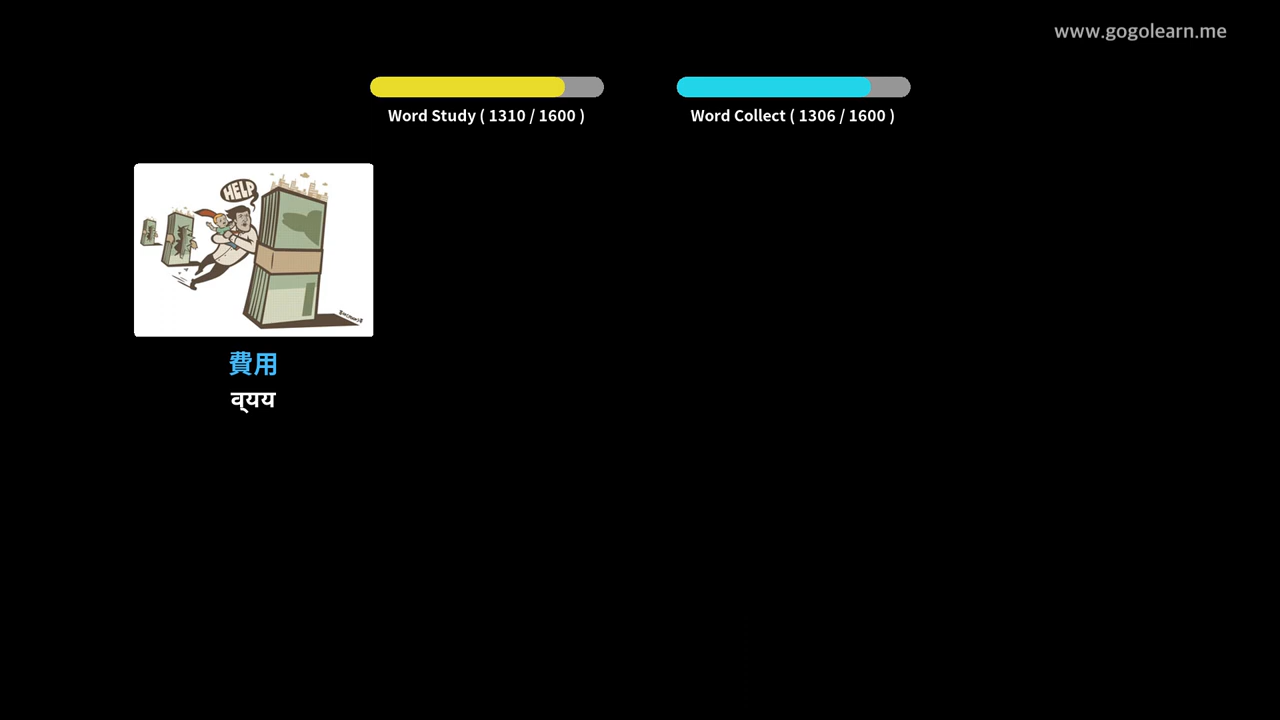 www.gogolearn.me
Word Study ( 1310 / 1600 )
Word Collect ( 1306 / 1600 )
HELP
費用
व्यय